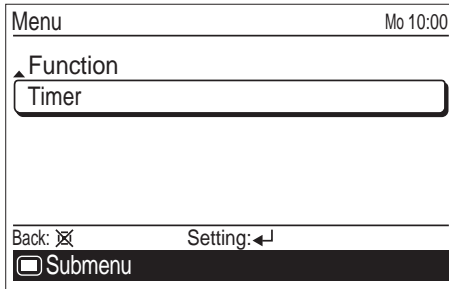 Menu Mo 10:00
Function
Timer
Back: Setting:
Submenu